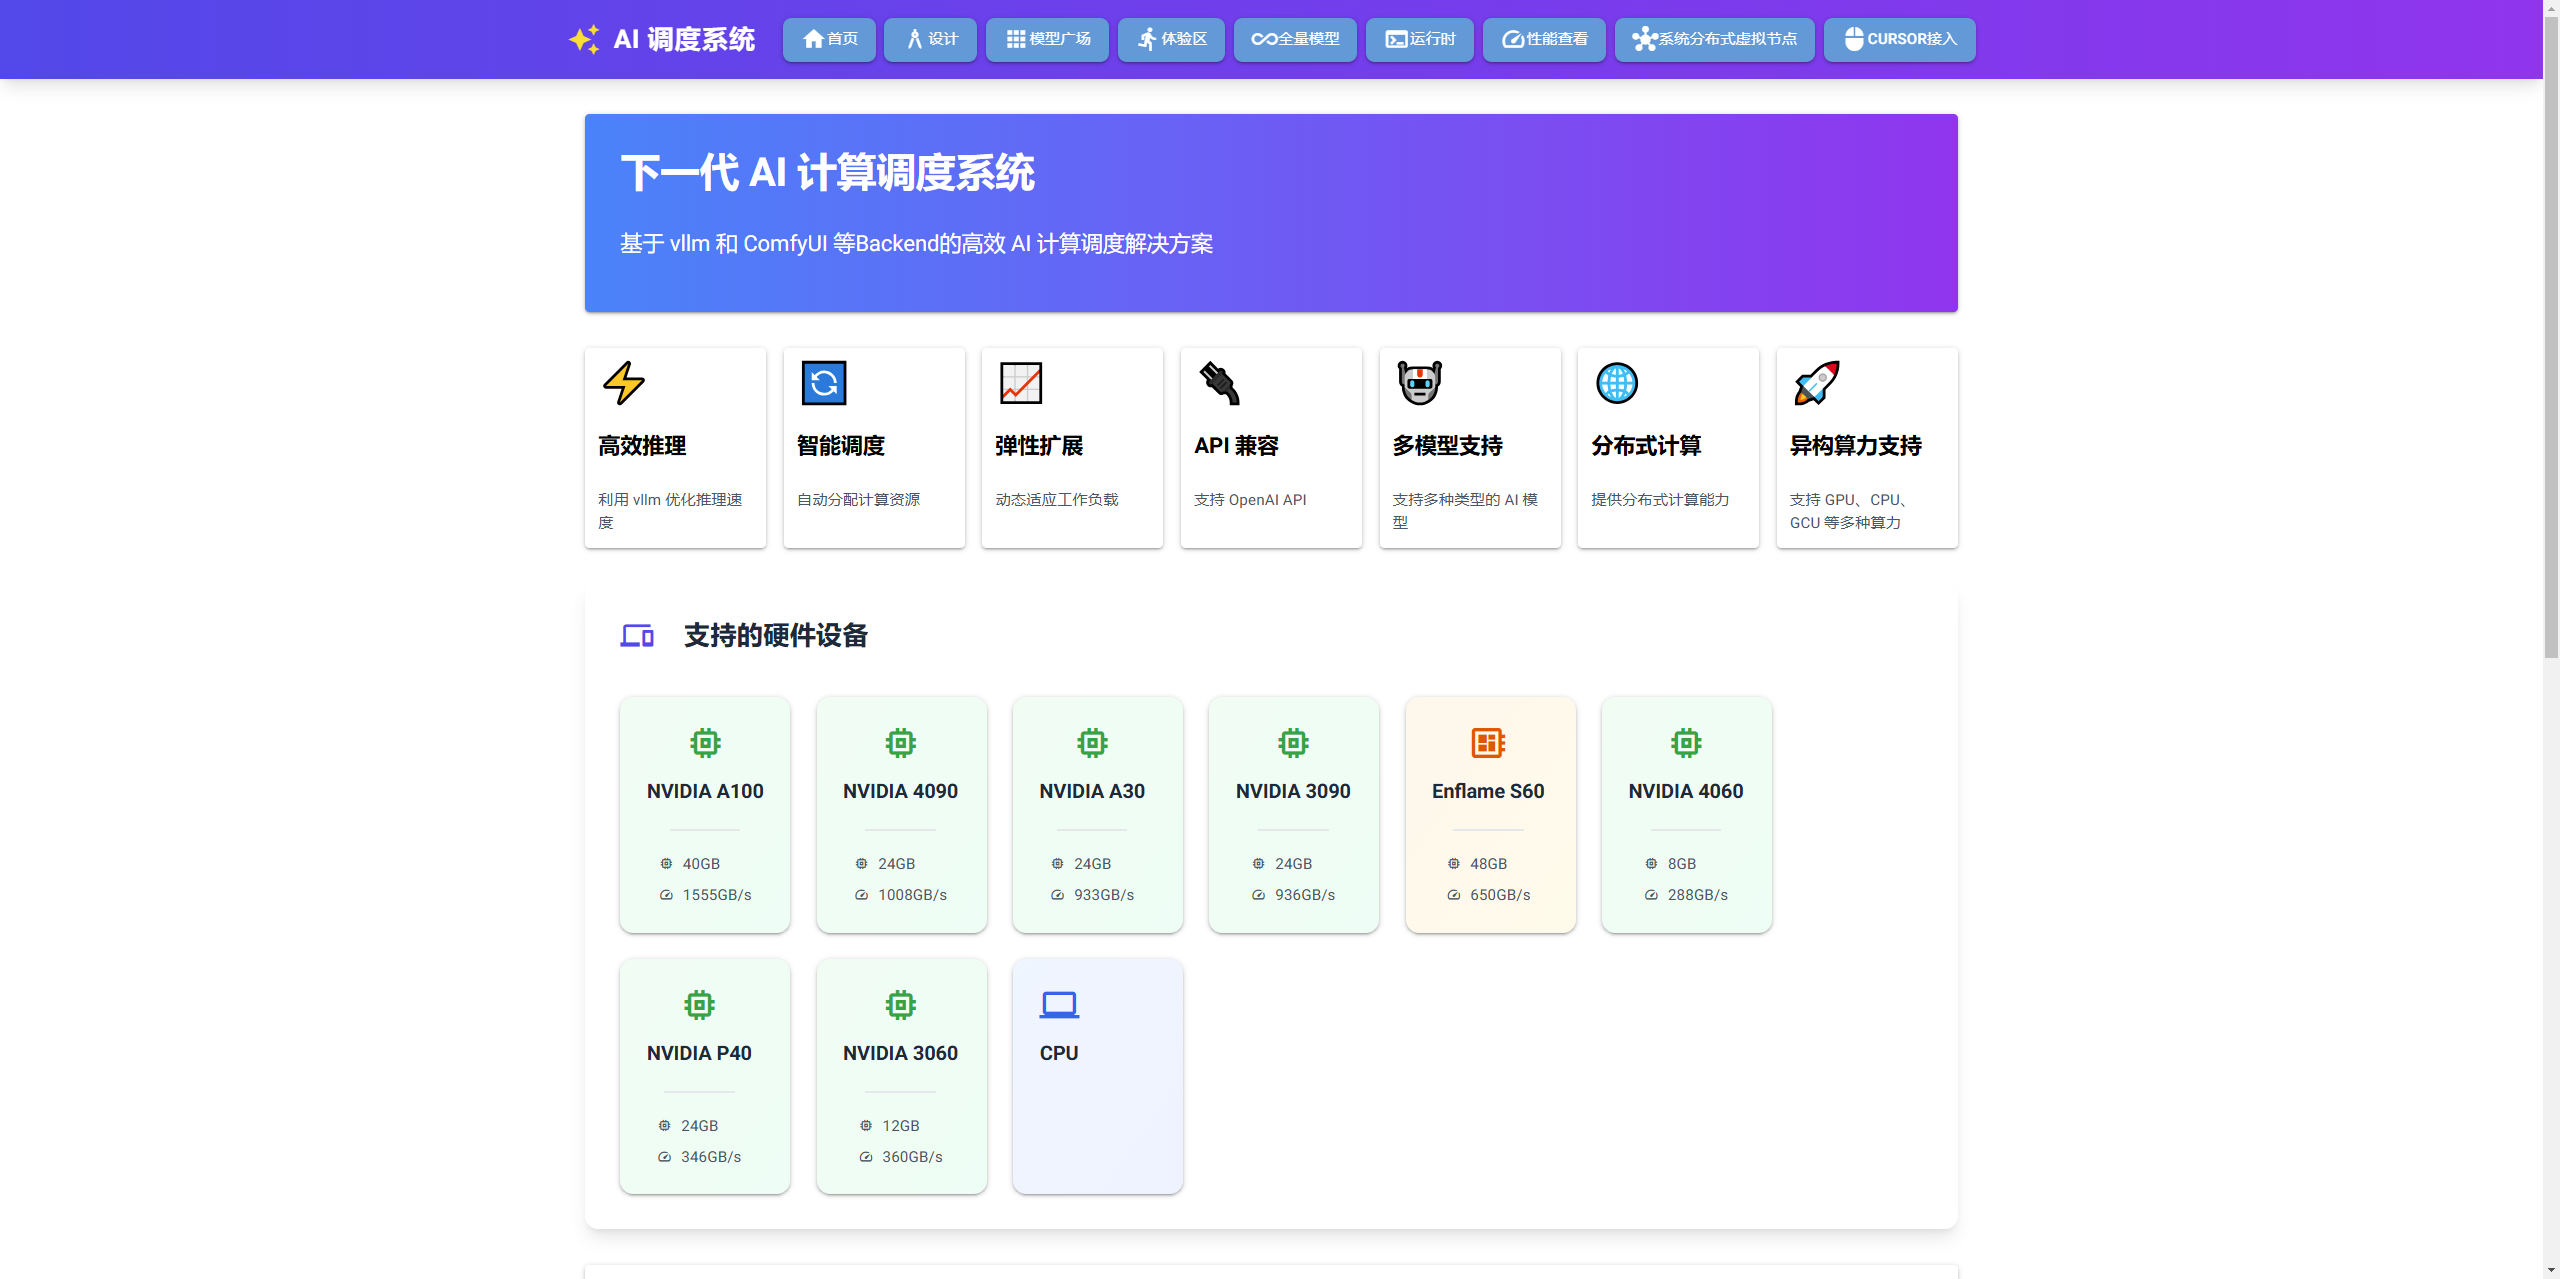 AI 调度系统
首页
设计
模型广场
体验区
全量模型
运行时
性能查看
系统分布式虚拟节点
CURSOR接入
下一代 AI 计算调度系统
基于 vllm 和 ComfyUI 等Backend的高效 AI 计算调度解决方案
高效推理
利用 vllm 优化推理速
度
智能调度
自动分配计算资源
弹性扩展
动态适应工作负载
API 兼容
支持 OpenAI API
多模型支持
支持多种类型的 AI 模
型
分布式计算
提供分布式计算能力
异构算力支持
支持 GPU、CPU、
GCU 等多种算力
支持的硬件设备
NVIDIA A100
40GB
1555GB/s
NVIDIA 4090
24GB
1008GB/s
NVIDIA A30
24GB
933GB/s
NVIDIA 3090
24GB
936GB/s
Enflame S60
48GB
650GB/s
NVIDIA 4060
8GB
288GB/s
NVIDIA P40
24GB
346GB/s
NVIDIA 3060
12GB
360GB/s
CPU